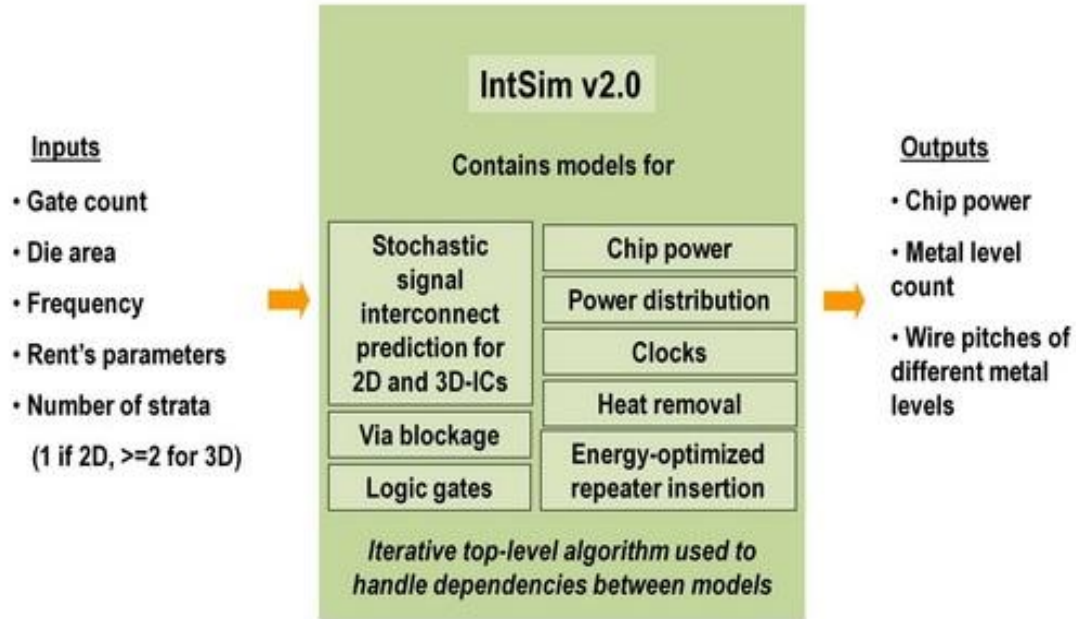 IntSim v2.0
Contains models for
Inputs
• Gate count
• Die area
• Frequency
• Rent's parameters
• Number of strata
(1 if 2D, >=2 for 3D)
Stochastic
signal
interconnect
prediction for
2D and 3D-ICs
Via blockage
Logic gates
Chip power
Power distribution
Clocks
Heat removal
Energy-optimized
repeater insertion
Iterative top-level algorithm used to
handle dependencies between models
Outputs
• Chip power
• Metal level
count
• Wire pitches of
different metal
levels